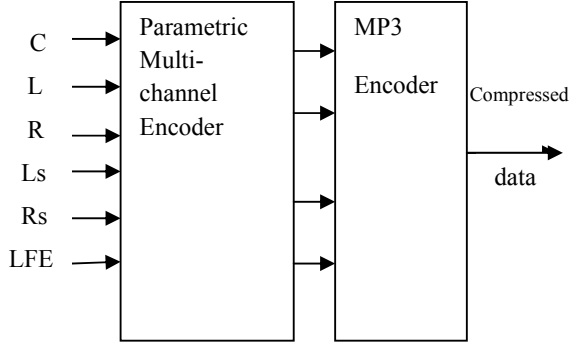 C
L
R
Ls
Rs
LFE
Parametric
Multi-
channel
Encoder
MP3
Encoder
Compressed
data